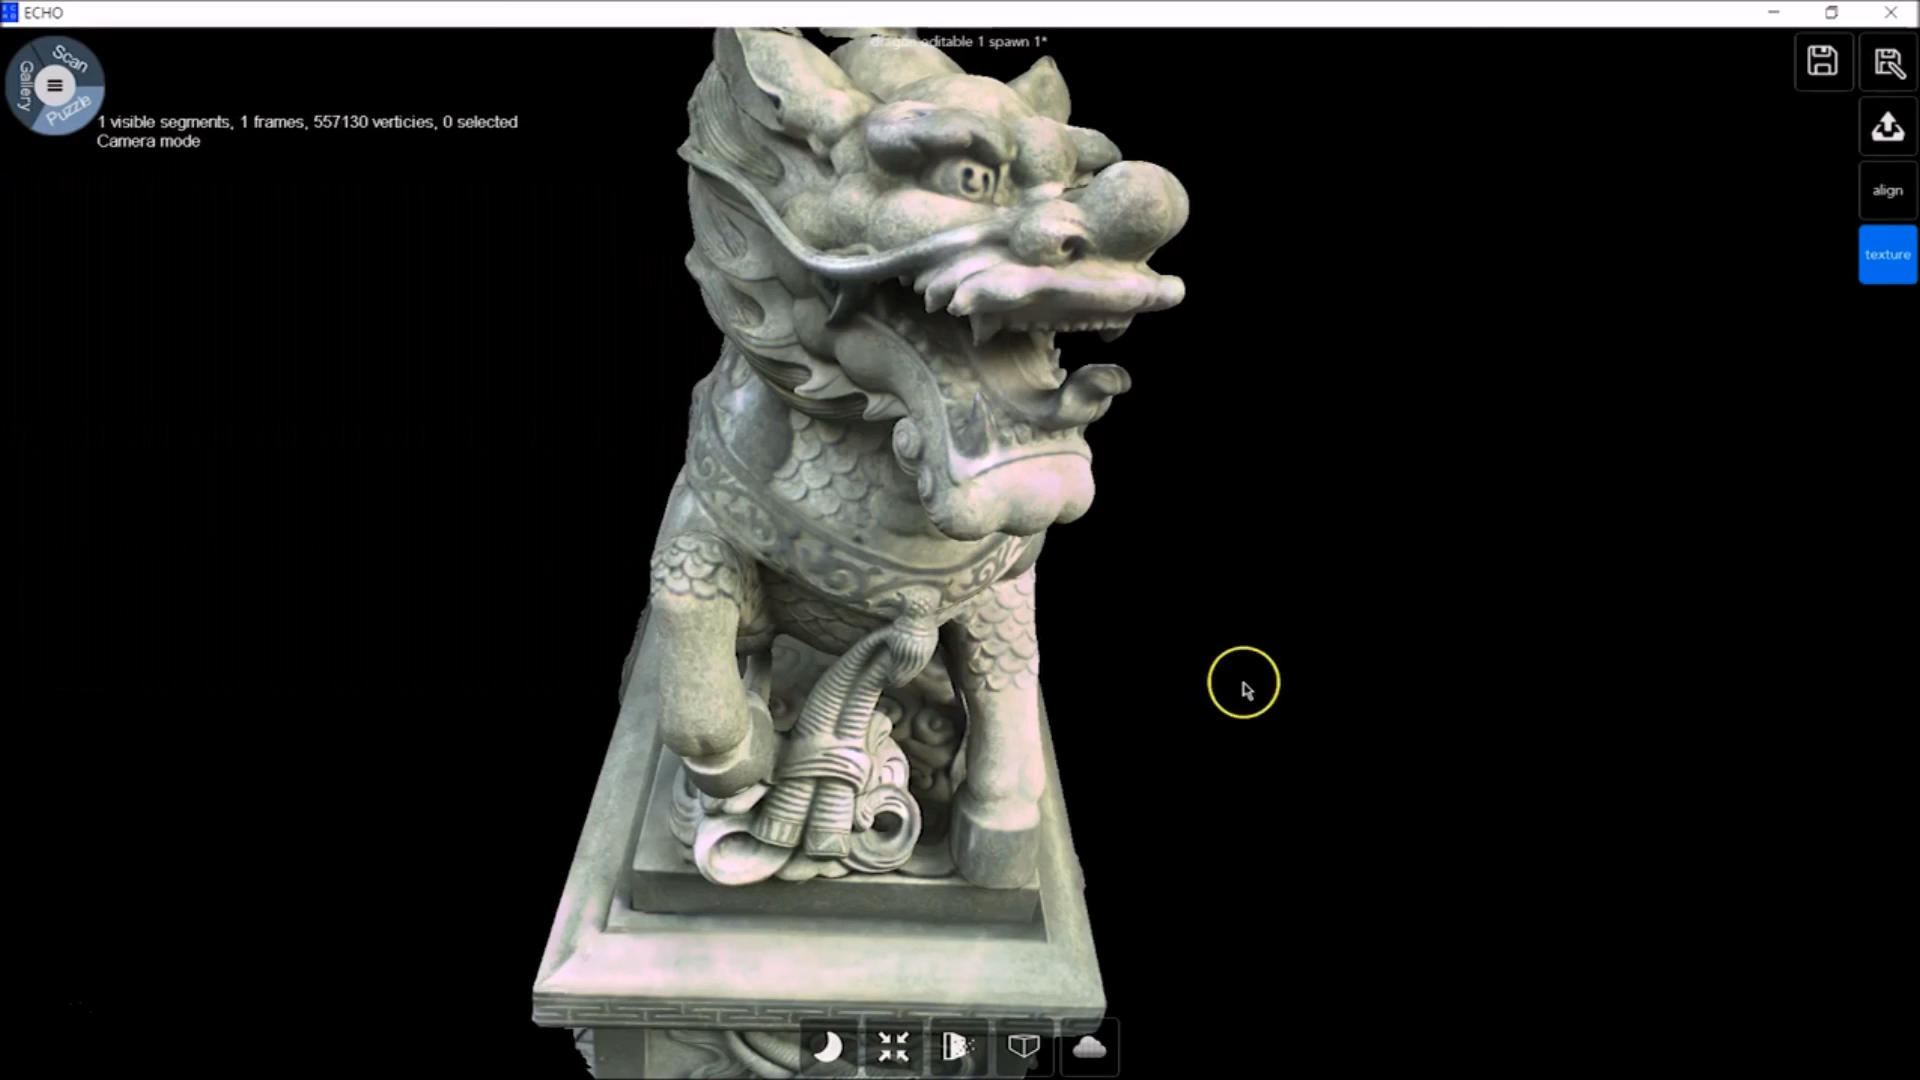 ECHO
dragon editable 1 spawn 1*
Scan
Gallery
Puzzle
1 visible segments, 1 frames, 557130 verticies, 0 selected
Camera mode
align
texture